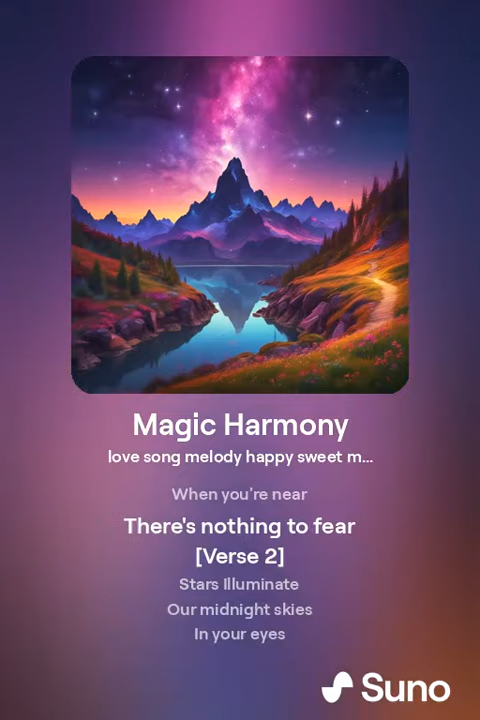 Magic Harmony
love song melody happy sweet m...
When you're near
There's nothing to fear
[Verse 2]
Stars Illuminate
Our midnight skies
In your eyes
Suno